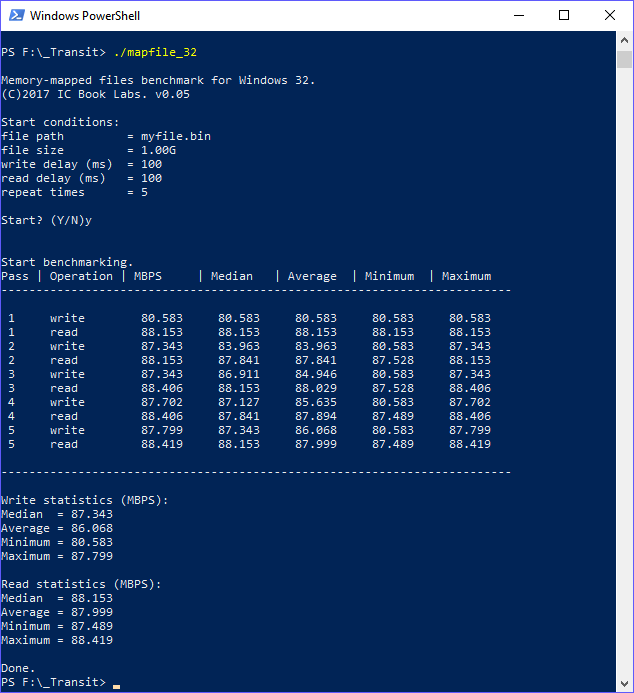 Windows PowerShell
PS F:\_Transit> ./mapfile_32
Memory-mapped files benchmark for Windows 32.
(C)2017 IC Book Labs. v0.05
Start conditions:
file path         = myfile.bin
file size         = 1.00G
write delay (ms)  = 100
read delay (ms)   = 100
repeat times      = 5
Start? (Y/N)y
Start benchmarking.
Pass | Operation | MBPS     | Median   | Average  | Minimum  | Maximum
-------------------------------------------------------------------------
1     write        80.583     80.583     80.583     80.583     80.583
1     read         88.153     88.153     88.153     88.153     88.153
2     write        87.343     83.963     83.963     80.583     87.343
2     read         88.153     87.841     87.841     87.528     88.153
3     write        87.343     86.911     84.946     80.583     87.343
3     read         88.406     88.153     88.029     87.528     88.406
4     write        87.702     87.127     85.635     80.583     87.702
4     read         88.406     87.841     87.894     87.489     88.406
5     write        87.799     87.343     86.068     80.583     87.799
5     read         88.419     88.153     87.999     87.489     88.419
-------------------------------------------------------------------------
Write statistics (MBPS):
Median  = 87.343
Average = 86.068
Minimum = 80.583
Maximum = 87.799
Read statistics (MBPS):
Median  = 88.153
Average = 87.999
Minimum = 87.489
Maximum = 88.419
Done.
PS F:\_Transit>